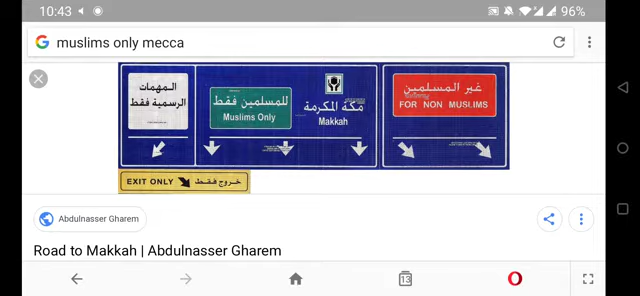 10:43
96%
muslims only mecca
المهمات
الرسمية فقط
للمسلمين فقط
Muslims Only
مكة المكرمة
Makkah
غير المسلمين
FOR NON MUSLIMS
EXIT ONLY خروج فقط
Abdulnasser Gharem
Road to Makkah | Abdulnasser Gharem
13